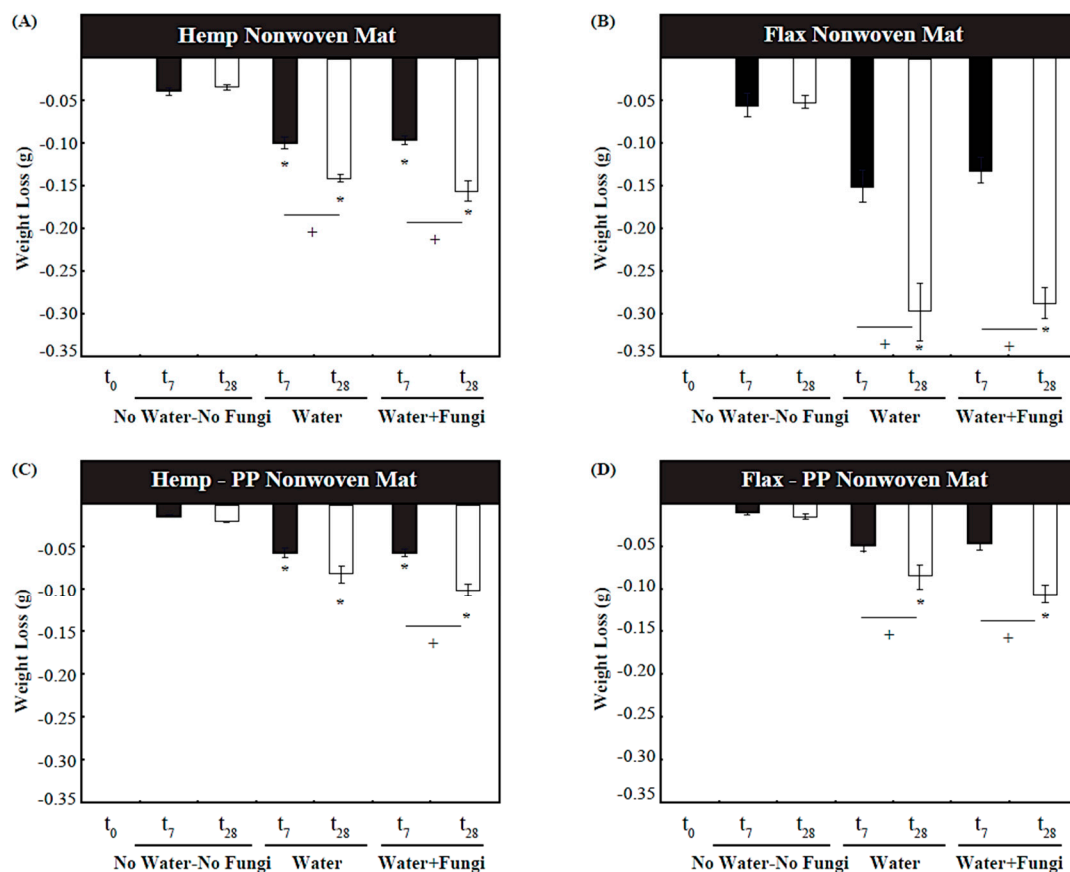 (A)
Hemp Nonwoven Mat
Weight Loss (g)
-0.05
-0.10
-0.15
-0.20
-0.25
-0.30
-0.35
* * * *
+ +
t0 t7 t28 t7 t28 t7 t28
No Water-No Fungi Water Water+Fungi
(B)
Flax Nonwoven Mat
Weight Loss (g)
-0.05
-0.10
-0.15
-0.20
-0.25
-0.30
-0.35
* *
+ +
t0 t7 t28 t7 t28 t7 t28
No Water-No Fungi Water Water+Fungi
(C)
Hemp - PP Nonwoven Mat
Weight Loss (g)
-0.05
-0.10
-0.15
-0.20
-0.25
-0.30
-0.35
* * * *
+
t0 t7 t28 t7 t28 t7 t28
No Water-No Fungi Water Water+Fungi
(D)
Flax - PP Nonwoven Mat
Weight Loss (g)
-0.05
-0.10
-0.15
-0.20
-0.25
-0.30
-0.35
* *
+ +
t0 t7 t28 t7 t28 t7 t28
No Water-No Fungi Water Water+Fungi